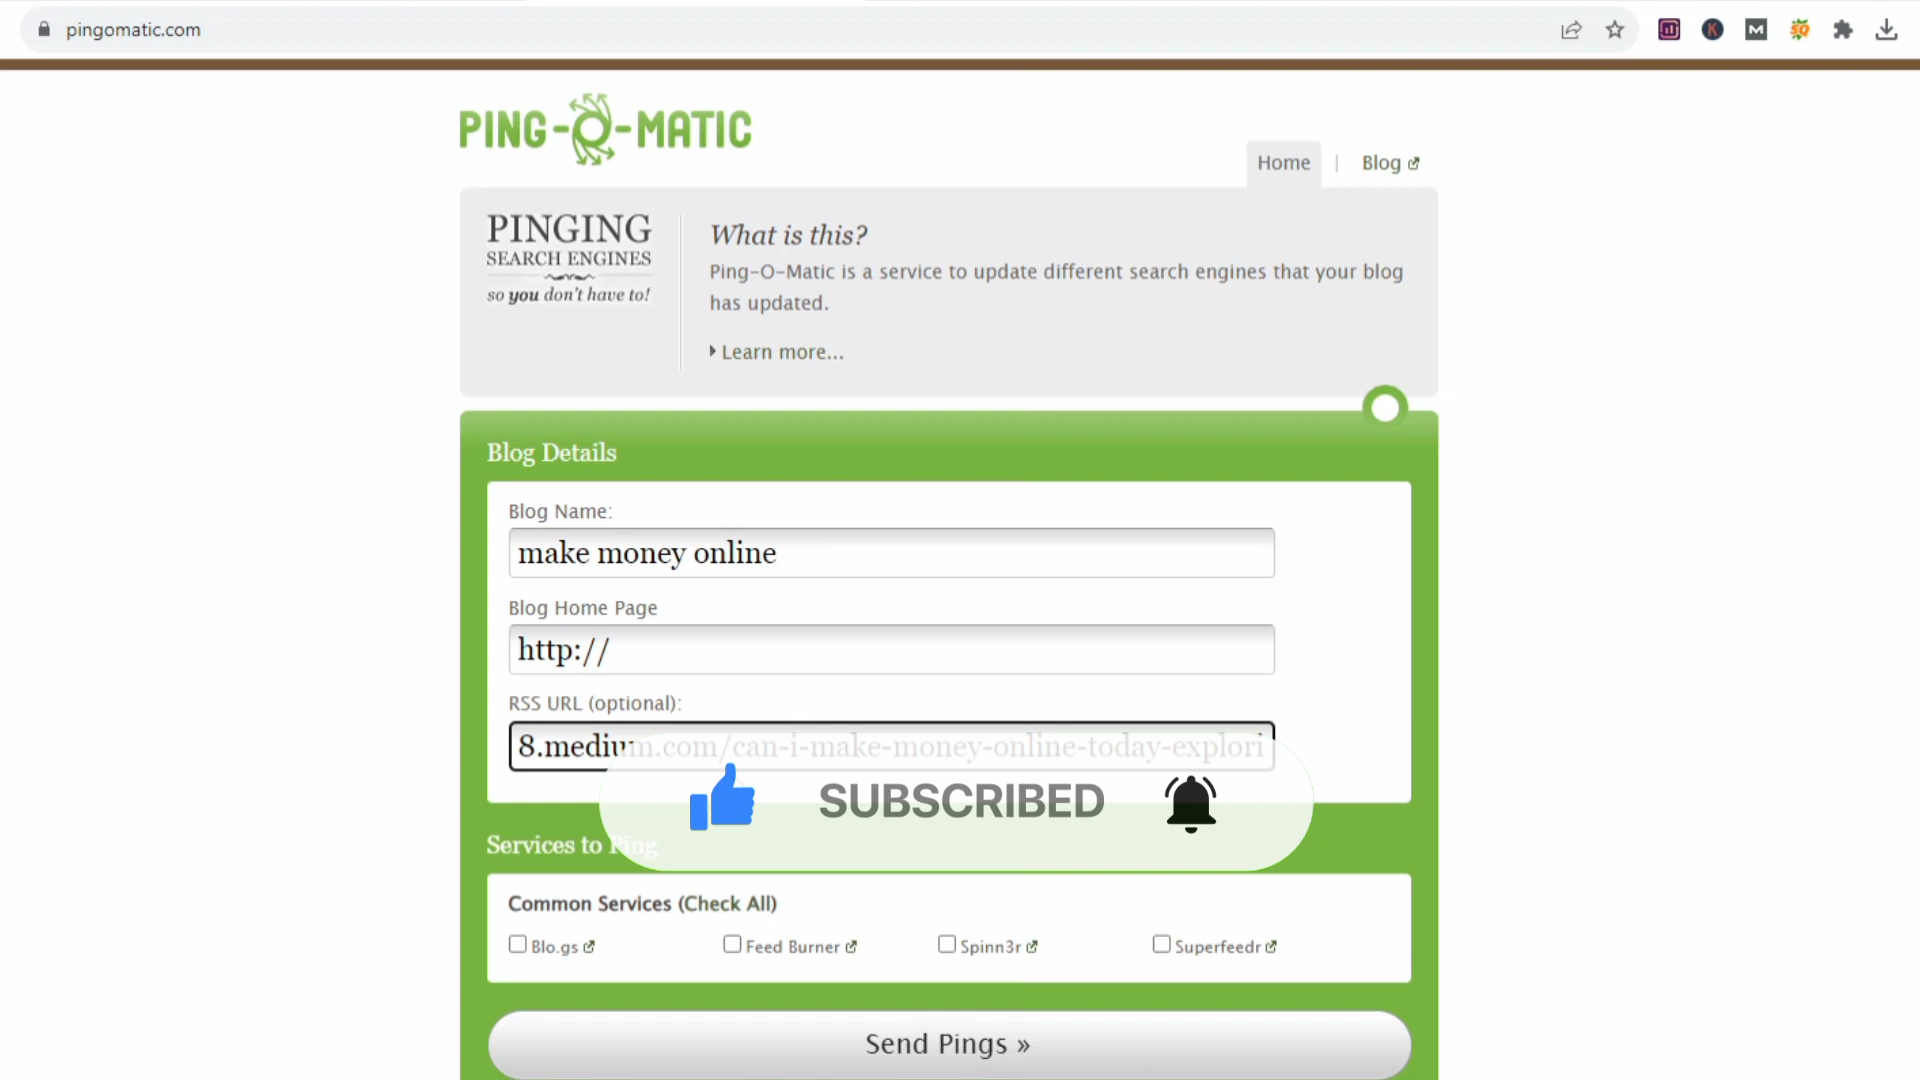 pingomatic.com
PING-O-MATIC
Home | Blog
PINGING
SEARCH ENGINES
so you don't have to!
What is this?
Ping-O-Matic is a service to update different search engines that your blog
has updated.
Learn more...
Blog Details
Blog Name:
make money online
Blog Home Page
http://
RSS URL (optional):
8.medium.com/can-i-make-money-online-today-explori
SUBSCRIBED
Services to Ping
Common Services (Check All)
Blo.gs
Feed Burner
Spinn3r
Superfeedr
Send Pings »